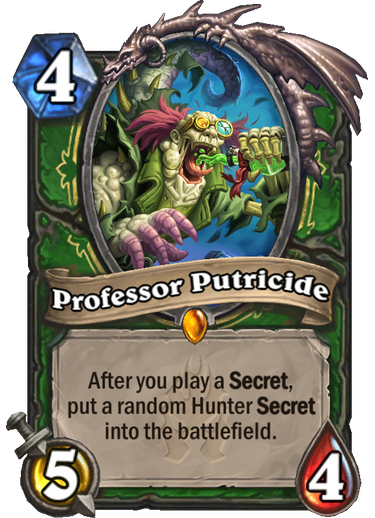 4
Professor Putricide
After you play a Secret,
put a random Hunter Secret
into the battlefield.
5
4